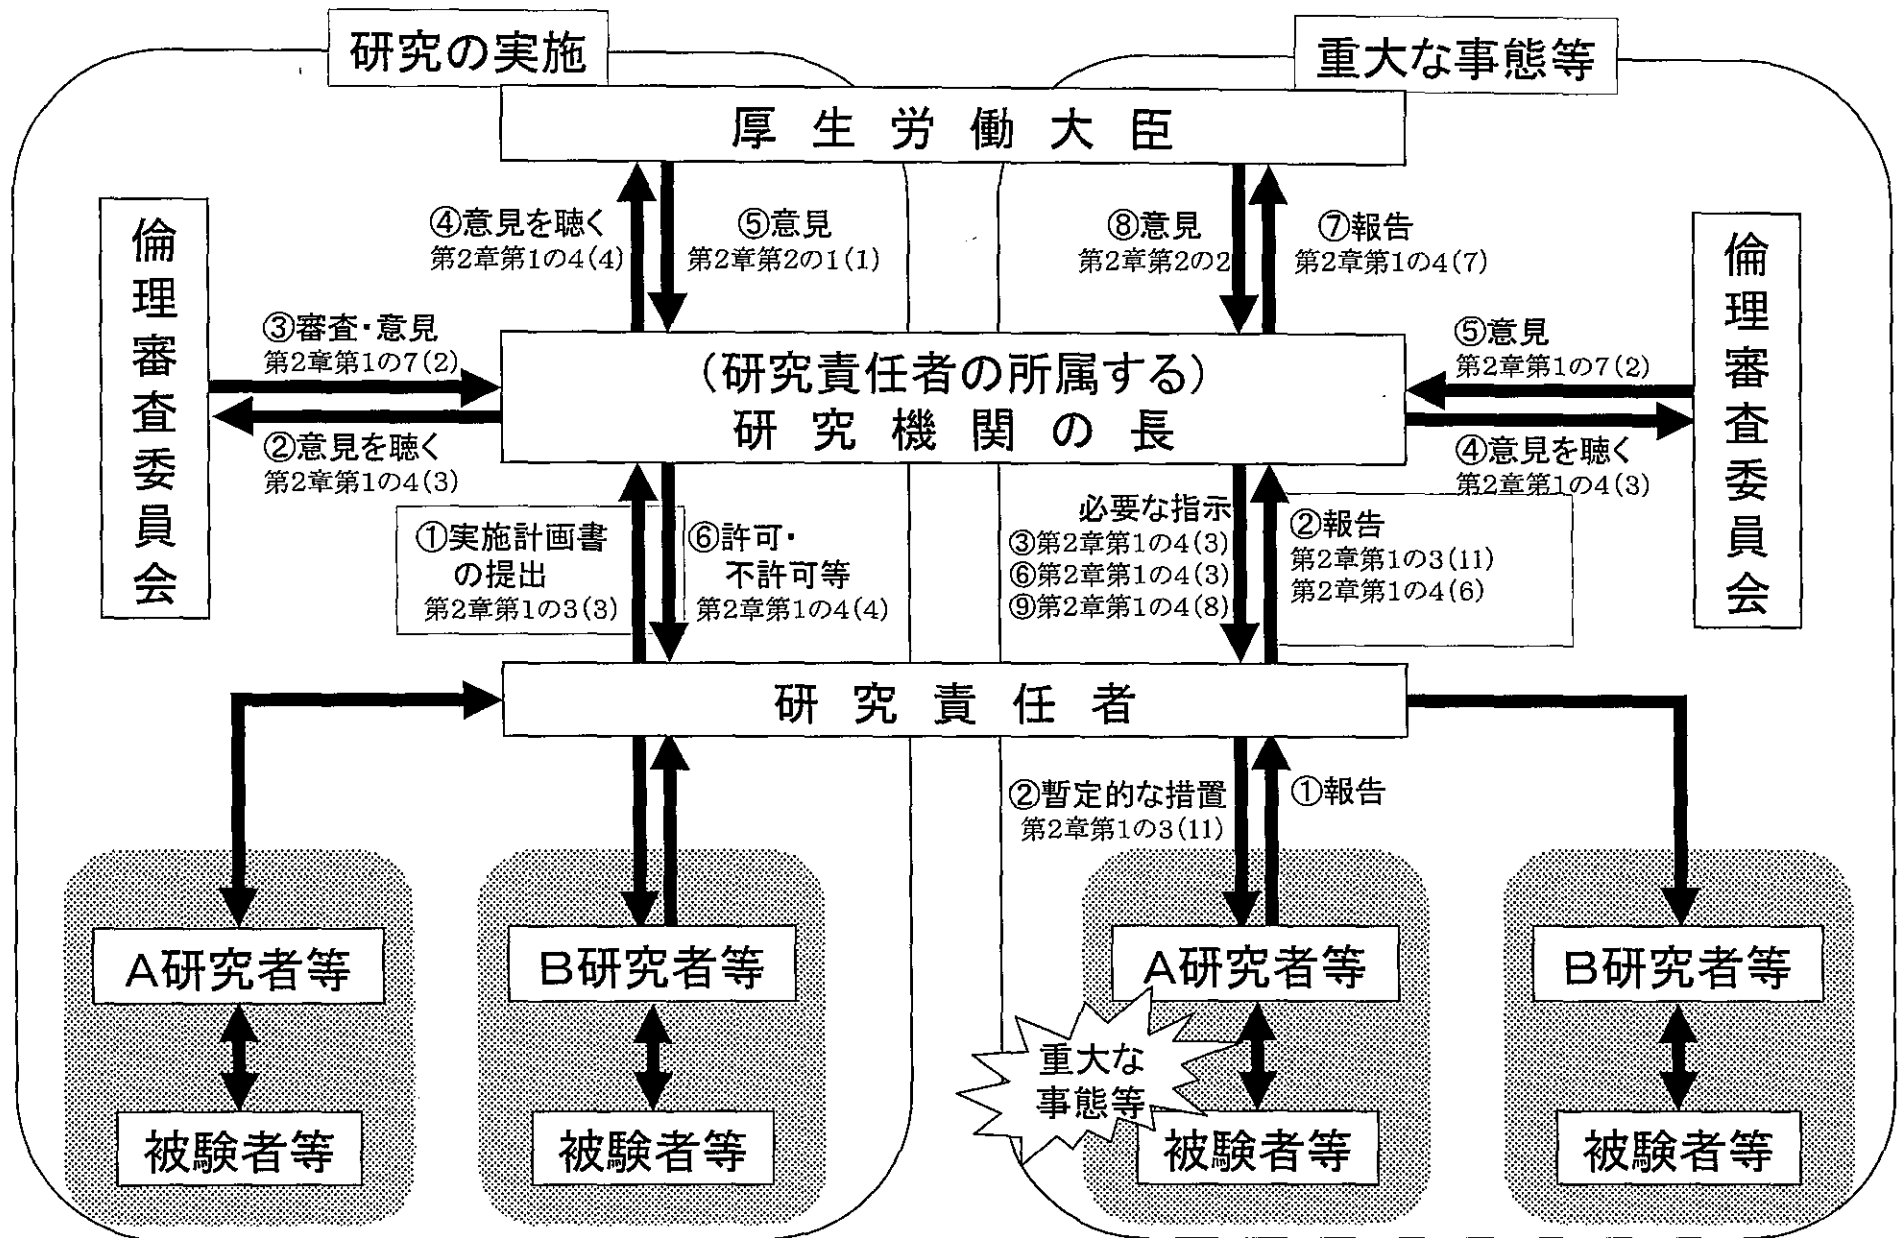 研究の実施
重大な事態等
厚生労働大臣
④意見を聴く
第2章第1の4(4)
⑤意見
第2章第2の1(1)
⑧意見
第2章第2の2
⑦報告
第2章第1の4(7)
倫理審査委員会
③審査・意見
第2章第1の7(2)
②意見を聴く
第2章第1の4(3)
(研究責任者の所属する)
研究機関の長
⑤意見
第2章第1の7(2)
④意見を聴く
第2章第1の4(3)
倫理審査委員会
①実施計画書
の提出
第2章第1の3(3)
⑥許可・
不許可等
第2章第1の4(4)
必要な指示
③第2章第1の4(3)
⑥第2章第1の4(3)
⑨第2章第1の4(8)
②報告
第2章第1の3(11)
第2章第1の4(6)
研究責任者
②暫定的な措置
第2章第1の3(11)
①報告
A研究者等
B研究者等
A研究者等
B研究者等
重大な
事態等
被験者等
被験者等
被験者等
被験者等